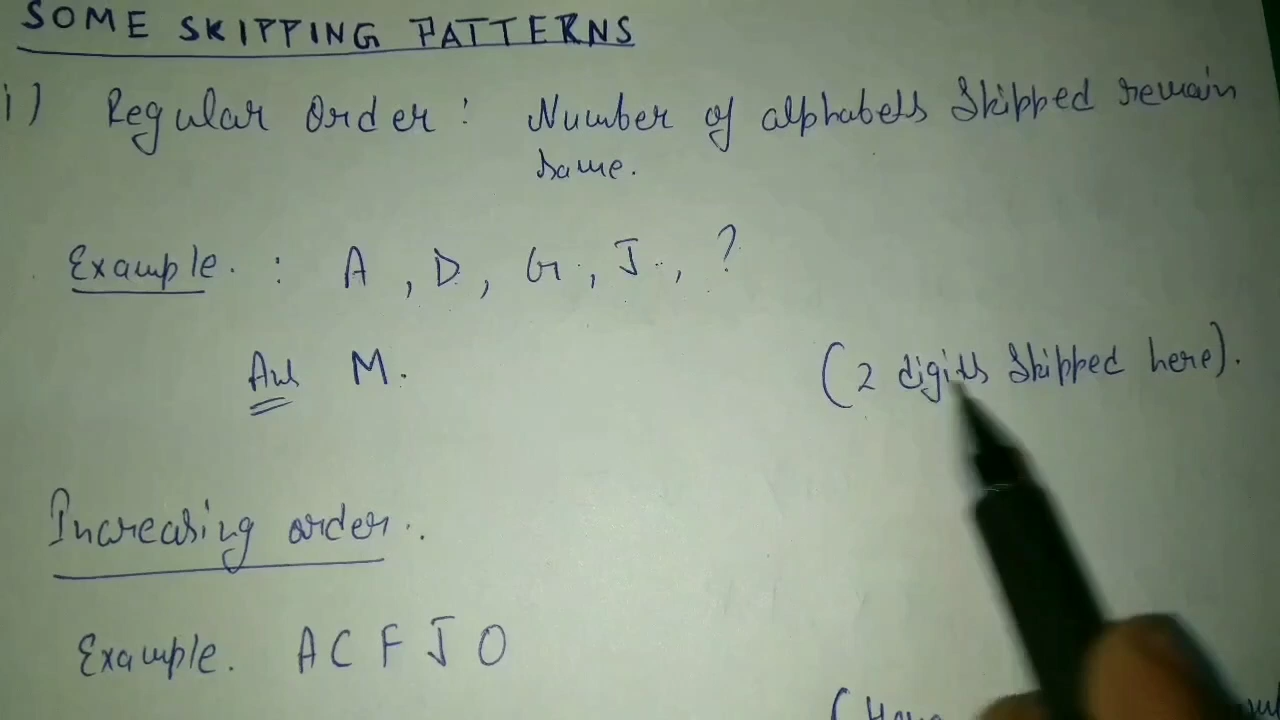 SOME SKIPPING PATTERNS
i) Regular Order: Number of alphabets Skipped remain
same.
Example. : A, D, G, J, ?
Ans M. (2 digits Skipped here).
Increasing order.
Example. A C F J O